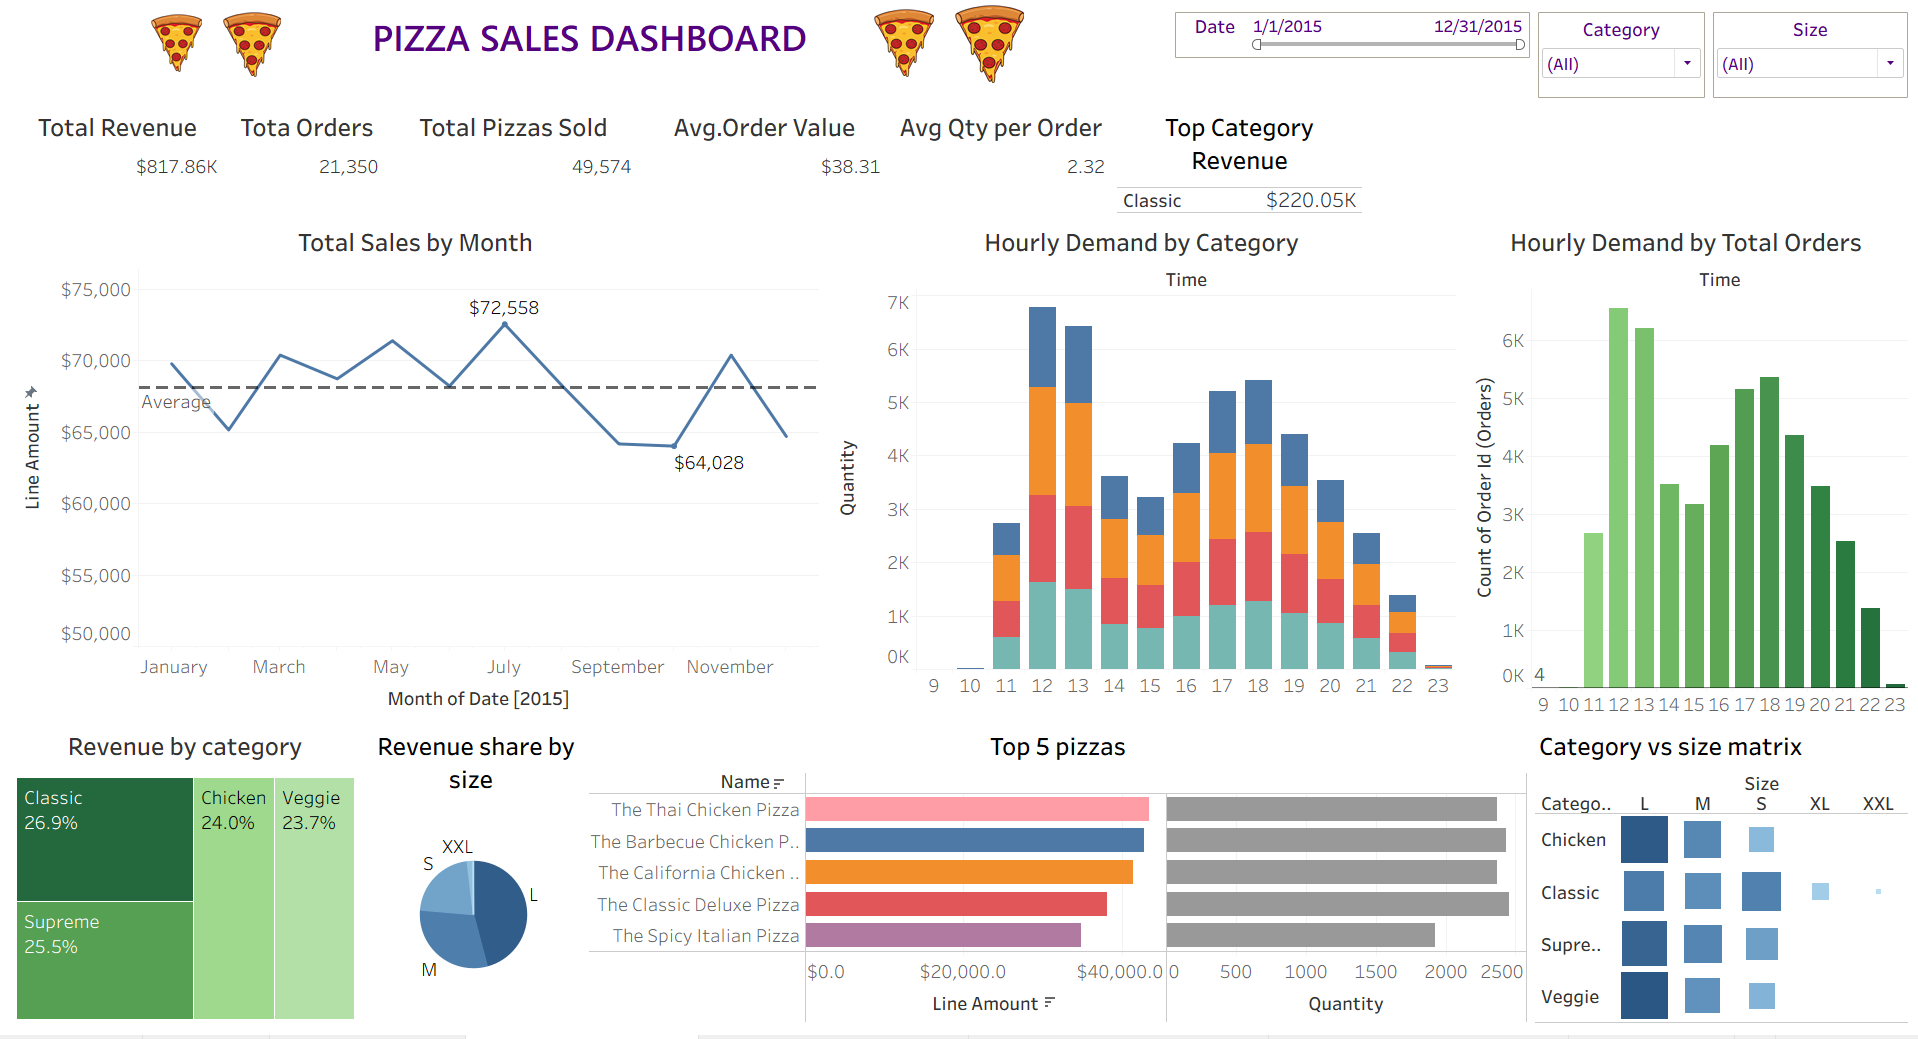 PIZZA SALES DASHBOARD
Date 1/1/2015 12/31/2015
Category
(All)
Size
(All)
Total Revenue
$817.86K
Tota Orders
21,350
Total Pizzas Sold
49,574
Avg.Order Value
$38.31
Avg Qty per Order
2.32
Top Category
Revenue
Classic $220.05K
Total Sales by Month
$75,000
$70,000
$65,000
$60,000
$55,000
$50,000
Line Amount
$72,558
Average
$64,028
January March May July September November
Month of Date [2015]
Hourly Demand by Category
Time
7K
6K
5K
4K
3K
2K
1K
0K
Quantity
9 10 11 12 13 14 15 16 17 18 19 20 21 22 23
Hourly Demand by Total Orders
Time
6K
5K
4K
3K
2K
1K
0K
4
Count of Order Id (Orders)
9 10 11 12 13 14 15 16 17 18 19 20 21 22 23
Revenue by category
Classic
26.9%
Supreme
25.5%
Chicken
24.0%
Veggie
23.7%
Revenue share by
size
XXL
S
L
M
Top 5 pizzas
Name
The Thai Chicken Pizza
The Barbecue Chicken P..
The California Chicken ..
The Classic Deluxe Pizza
The Spicy Italian Pizza
$0.0 $20,000.0 $40,000.0
Line Amount
0 500 1000 1500 2000 2500
Quantity
Category vs size matrix
Size
Catego.. L M S XL XXL
Chicken
Classic
Supre..
Veggie